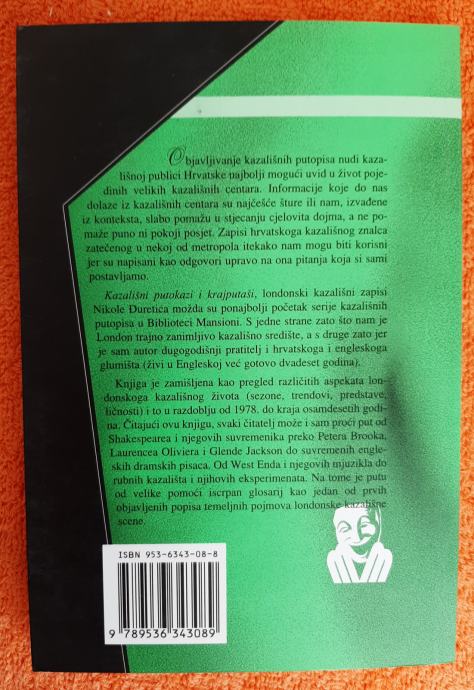 Objavljivanje kazališnih putopisa nudi kaza-
lišnoj publici Hrvatske najbolji mogući uvid u život poje-
dinih velikih kazališnih centara. Informacije koje do nas
dolaze iz kazališnih centara su najčešće šture ili nam, izvađene
iz konteksta, slabo pomažu u stjecanju cjelovita dojma, a ne po-
maže puno ni pokoji posjet. Zapisi hrvatskoga kazališnog znalca
zatečenog u nekoj od metropola itekako nam mogu biti korisni
jer su napisani kao odgovori upravo na ona pitanja koja si sami
postavljamo.
Kazališni putokazi i krajputaši, londonski kazališni zapisi
Nikole Đuretića možda su ponajbolji početak serije kazališnih
putopisa u Biblioteci Mansioni. S jedne strane zato što nam je
London trajno zanimljivo kazališno središte, a s druge zato jer
je sam autor dugogodišnji pratitelj i hrvatskoga i engleskoga
glumišta (živi u Engleskoj već gotovo dvadeset godina).
Knjiga je zamišljena kao pregled različitih aspekata lon-
donskoga kazališnog života (sezone, trendovi, predstave,
ličnosti) i to u razdoblju od 1978. do kraja osamdesetih godi-
na. Čitajući ovu knjigu, svaki čitatelj može i sam proći put od
Shakespearea i njegovih suvremenika preko Petera Brooka,
Laurencea Oliviera i Glende Jackson do suvremenih engle-
skih dramskih pisaca. Od West Enda i njegovih mjuzikla do
rubnih kazališta i njihovih eksperimenata. Na tome je putu
od velike pomoći iscrpan glosarij kao jedan od prvih
objavljenih popisa temeljnih pojmova londonske kazališne
scene.
ISBN 953-6343-08-8
9 789536 343089